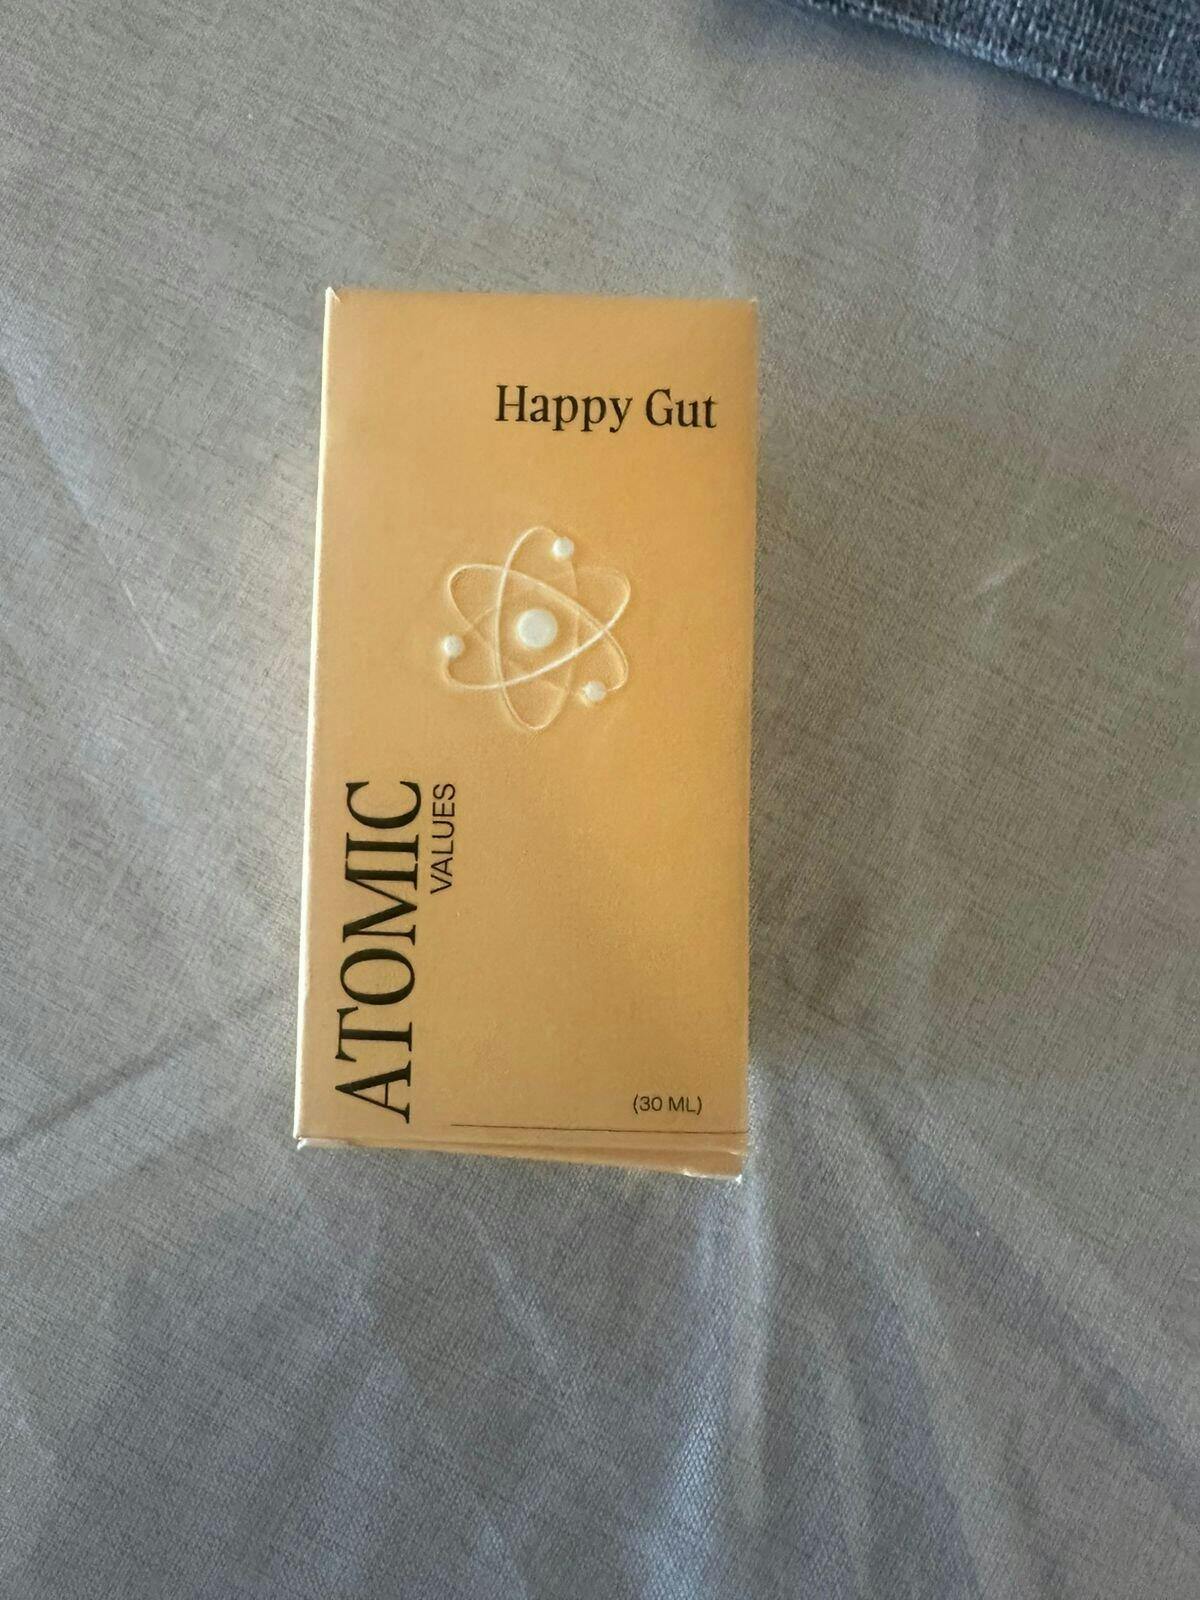 Happy Gut
ATOMIC
VALUES
(30 ML)